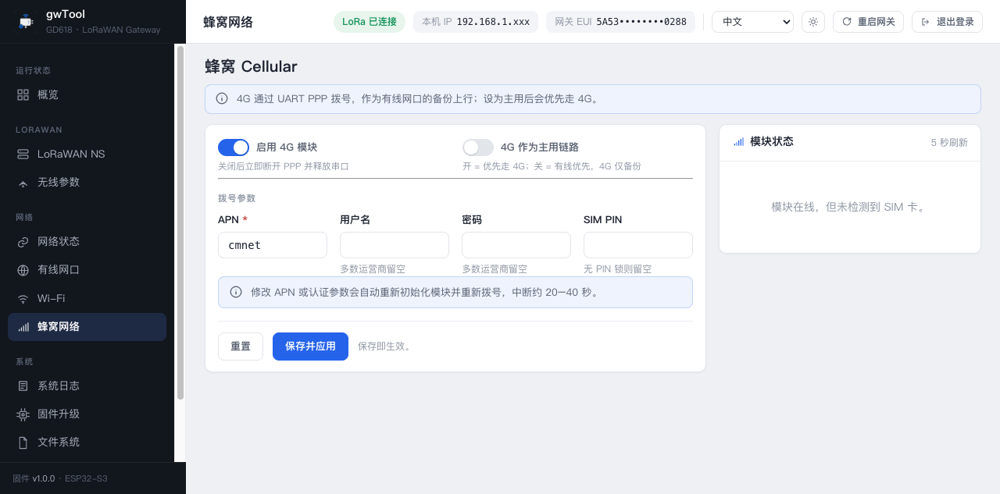 gwTool
GD618 · LoRaWAN Gateway
运行状态
概览
LORAWAN
LoRaWAN NS
无线参数
网络
网络状态
有线网口
Wi-Fi
蜂窝网络
系统
系统日志
固件升级
文件系统
固件 v1.0.0 · ESP32-S3
蜂窝网络
LoRa 已连接
本机 IP 192.168.1.xxx
网关 EUI 5A53••••••••0288
中文
重启网关
退出登录
蜂窝 Cellular
4G 通过 UART PPP 拨号，作为有线网口的备份上行；设为主用后会优先走 4G。
启用 4G 模块
关闭后立即断开 PPP 并释放串口
4G 作为主用链路
开 = 优先走 4G；关 = 有线优先，4G 仅备份
拨号参数
APN *
cmnet
用户名
多数运营商留空
密码
多数运营商留空
SIM PIN
无 PIN 锁则留空
修改 APN 或认证参数会自动重新初始化模块并重新拨号，中断约 20–40 秒。
重置
保存并应用
保存即生效。
模块状态
5 秒刷新
模块在线，但未检测到 SIM 卡。